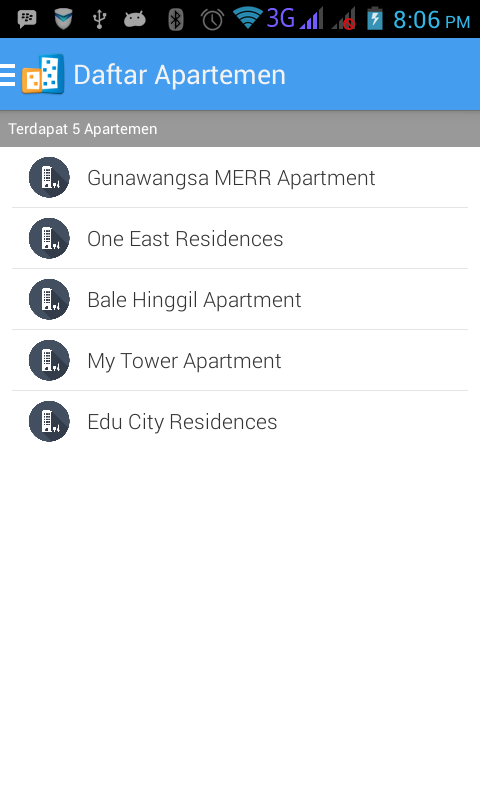 3G 8:06 PM
Daftar Apartemen
Terdapat 5 Apartemen
Gunawangsa MERR Apartment
One East Residences
Bale Hinggil Apartment
My Tower Apartment
Edu City Residences